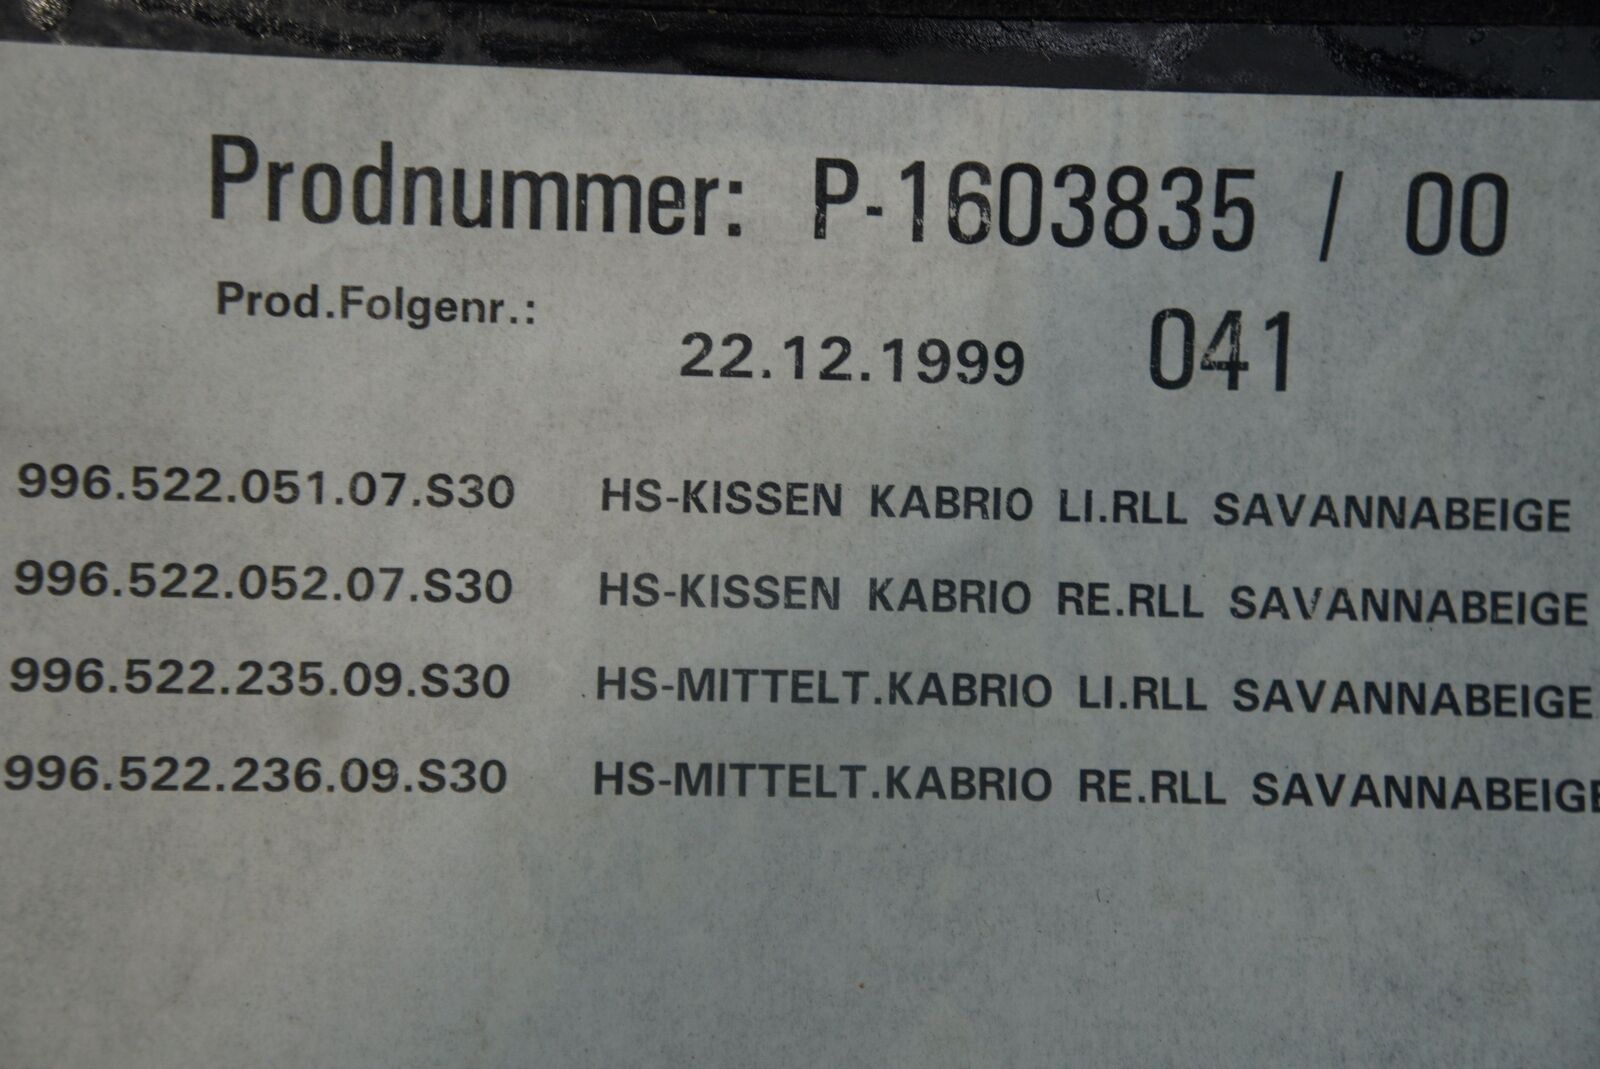 Prodnummer: P-1603835 / 00
Prod.Folgenr.:
22.12.1999 041
996.522.051.07.S30 HS-KISSEN KABRIO LI.RLL SAVANNABEIGE
996.522.052.07.S30 HS-KISSEN KABRIO RE.RLL SAVANNABEIGE
996.522.235.09.S30 HS-MITTELT.KABRIO LI.RLL SAVANNABEIGE
996.522.236.09.S30 HS-MITTELT.KABRIO RE.RLL SAVANNABEIGE